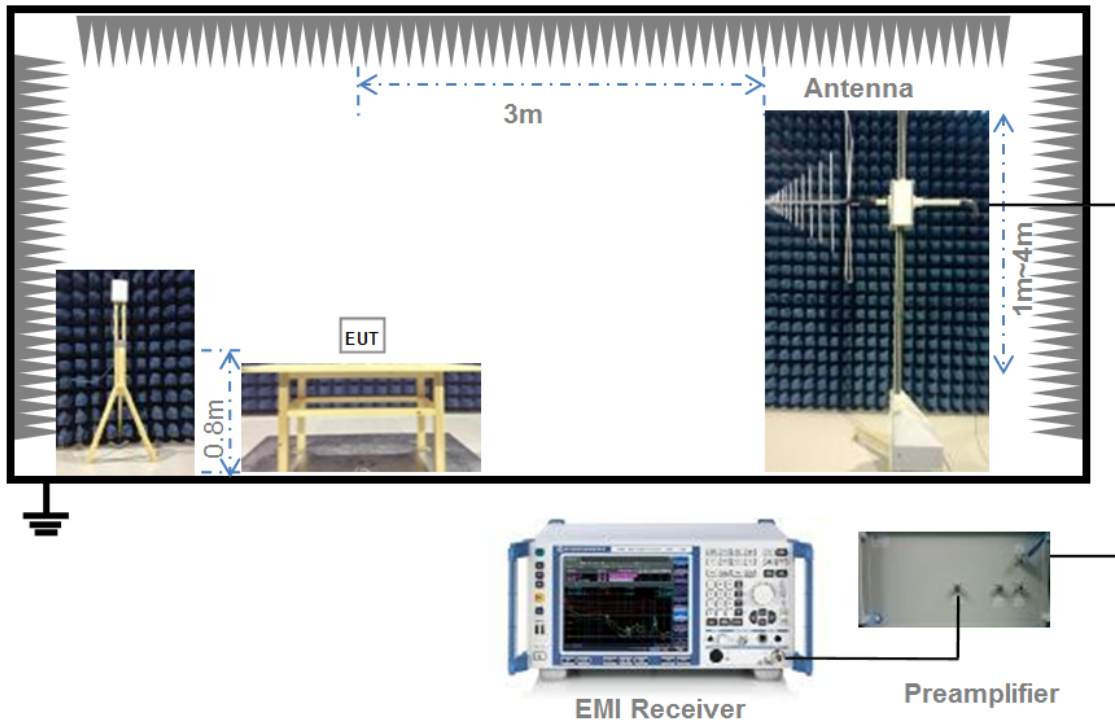 Antenna
3m
1m~4m
EUT
0.8m
EMI Receiver
Preamplifier